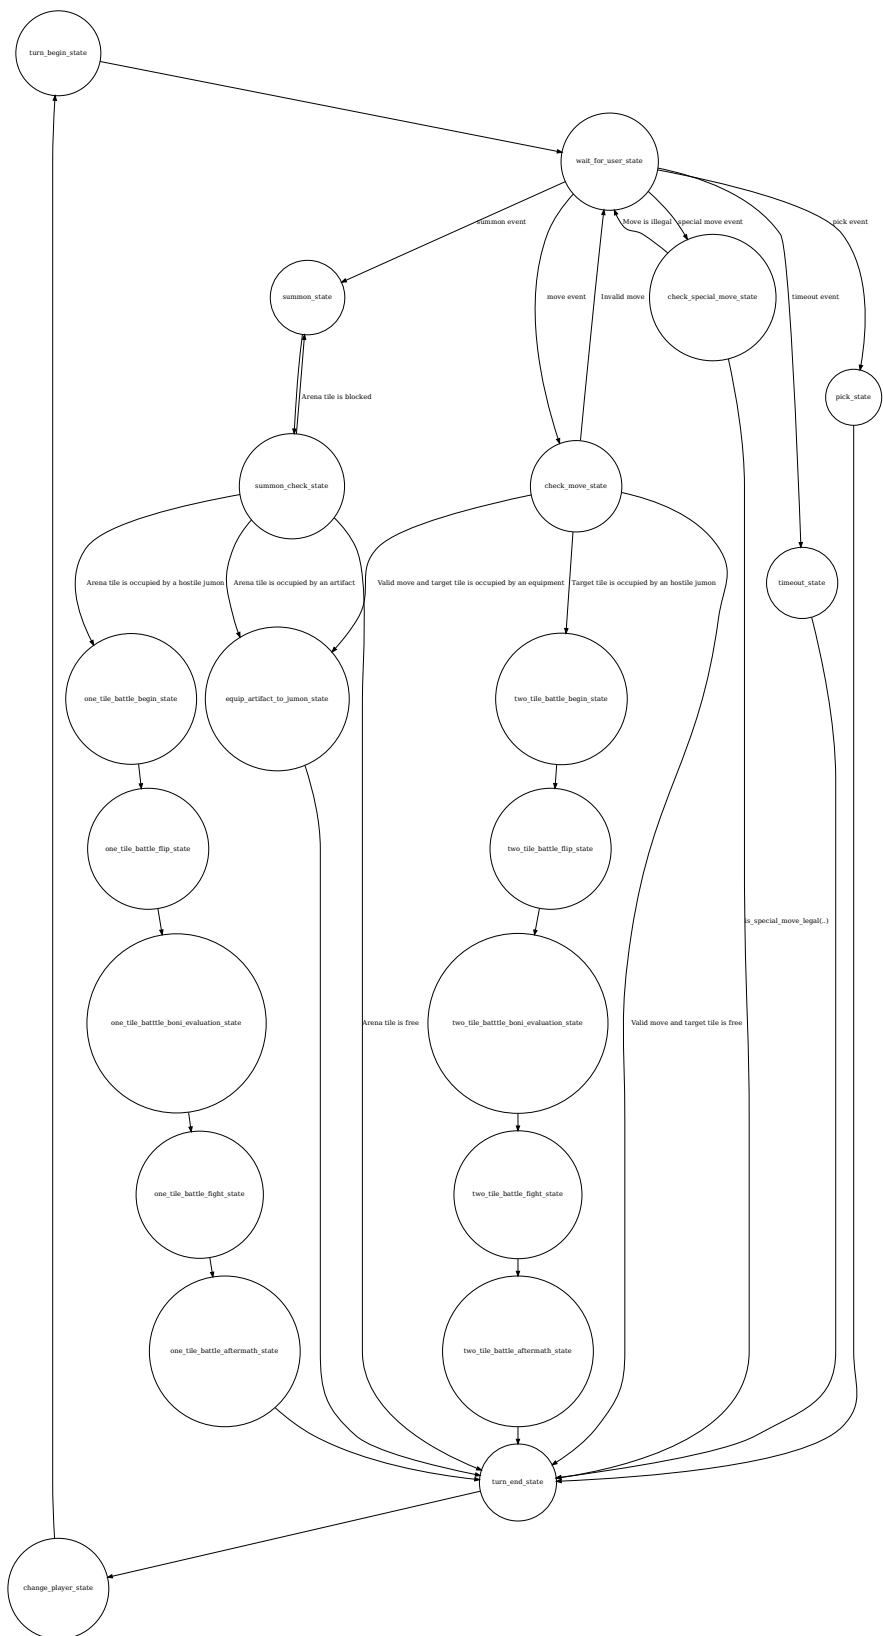 turn_begin_state
wait_for_user_state
summon event
Move is illegal
special move event
pick event
summon_state
move event
Invalid move
check_special_move_state
timeout event
Arena tile is blocked
pick_state
summon_check_state
check_move_state
Arena tile is occupied by a hostile jumon
Arena tile is occupied by an artifact
Valid move and target tile is occupied by an equipment
Target tile is occupied by an hostile jumon
timeout_state
one_tile_battle_begin_state
equip_artifact_to_jumon_state
two_tile_battle_begin_state
one_tile_battle_flip_state
two_tile_battle_flip_state
is_special_move_legal(..)
one_tile_batttle_boni_evaluation_state
Arena tile is free
two_tile_batttle_boni_evaluation_state
Valid move and target tile is free
one_tile_battle_fight_state
two_tile_battle_fight_state
one_tile_battle_aftermath_state
two_tile_battle_aftermath_state
turn_end_state
change_player_state